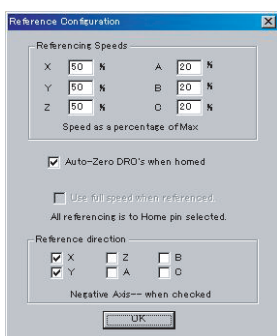 Reference Configuration
Referencing Speeds
X 50 % A 20 %
Y 50 % B 20 %
Z 50 % C 20 %
Speed as a percentage of Max
Auto-Zero DRO's when homed
Use full speed when referenced.
All referencing is to Home pin selected.
Reference direction
X Z B
Y A C
Negative Axis-- when checked
OK